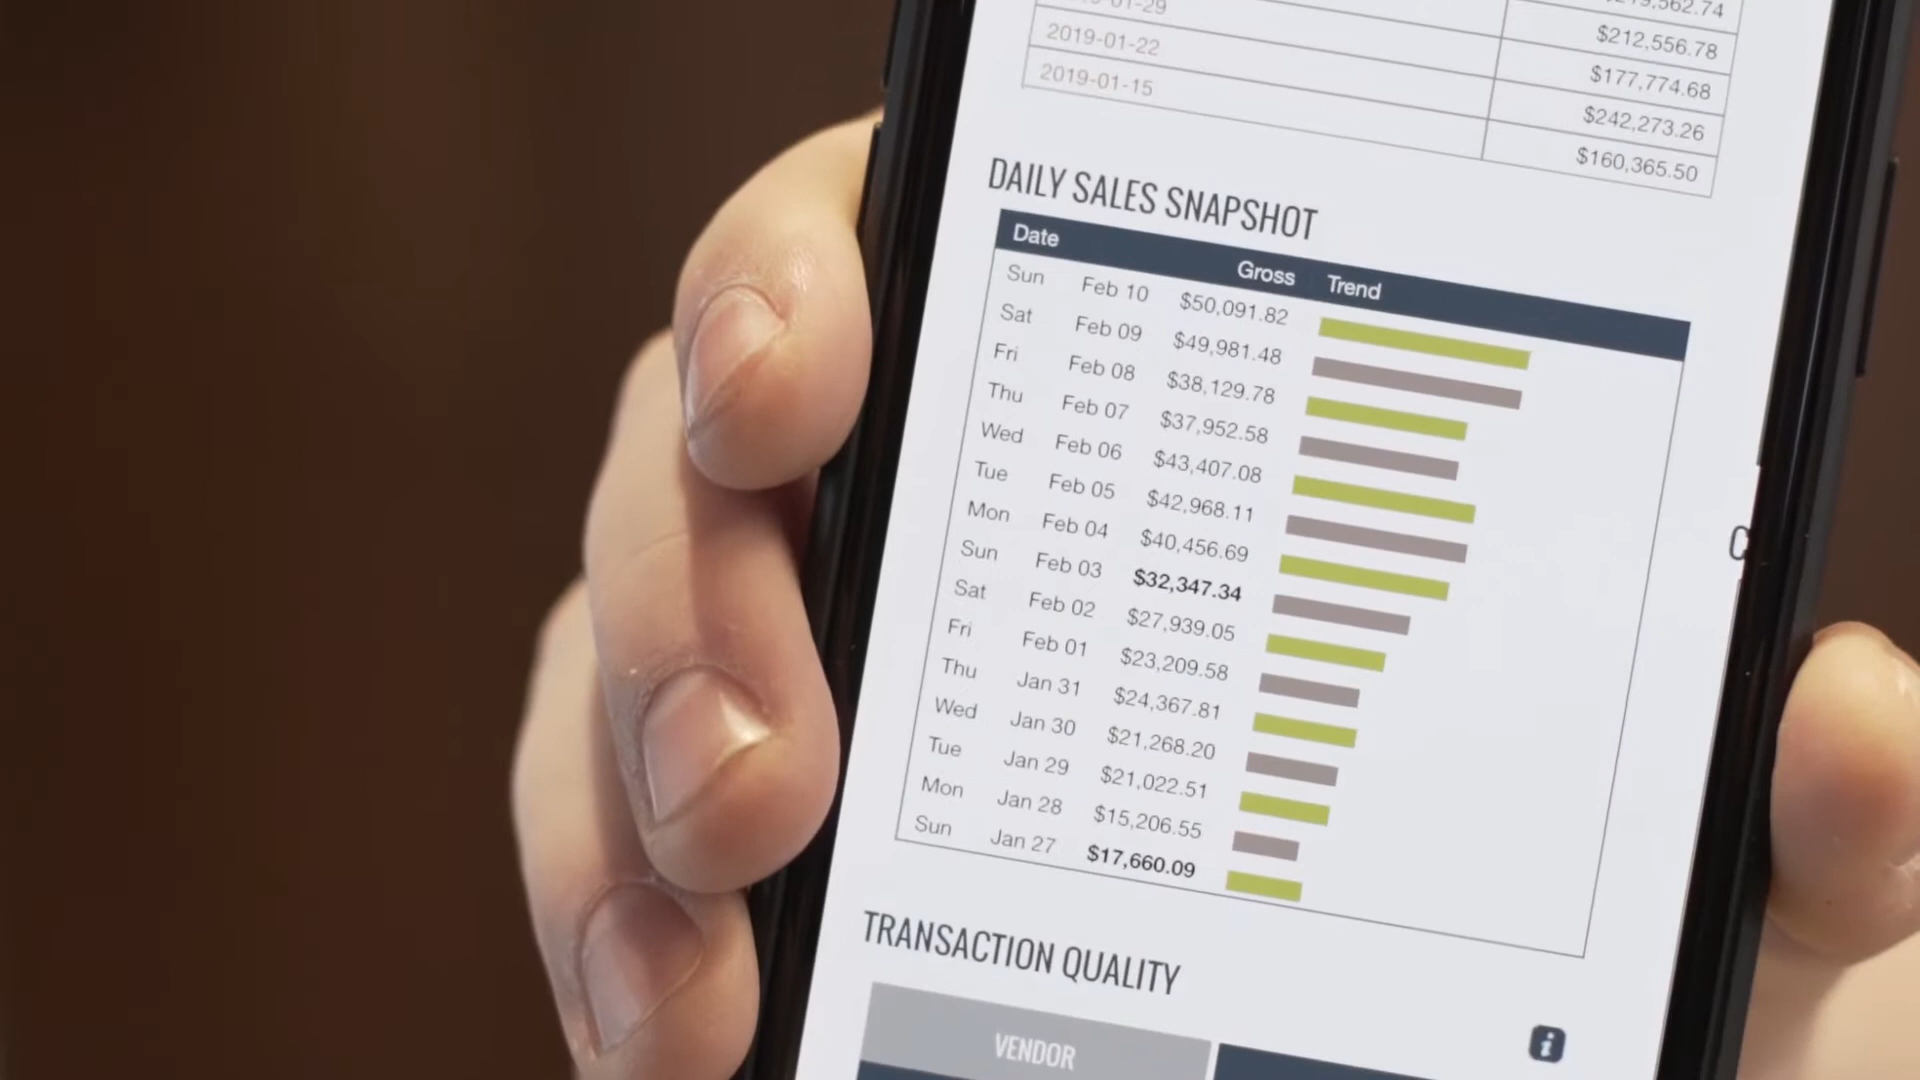 $212,556.78
01-29 $177,774.68
2019-01-22 $242,273.26
2019-01-15 $160,365.50
DAILY SALES SNAPSHOT
Date Gross Trend
Sun Feb 10 $50,091.82
Sat Feb 09 $49,981.48
Fri Feb 08 $38,129.78
Thu Feb 07 $37,952.58
Wed Feb 06 $43,407.08
Tue Feb 05 $42,968.11
Mon Feb 04 $40,456.69
Sun Feb 03 $32,347.34
Sat Feb 02 $27,939.05
Fri Feb 01 $23,209.58
Thu Jan 31 $24,367.81
Wed Jan 30 $21,268.20
Tue Jan 29 $21,022.51
Mon Jan 28 $15,206.55
Sun Jan 27 $17,660.09
TRANSACTION QUALITY
VENDOR
i